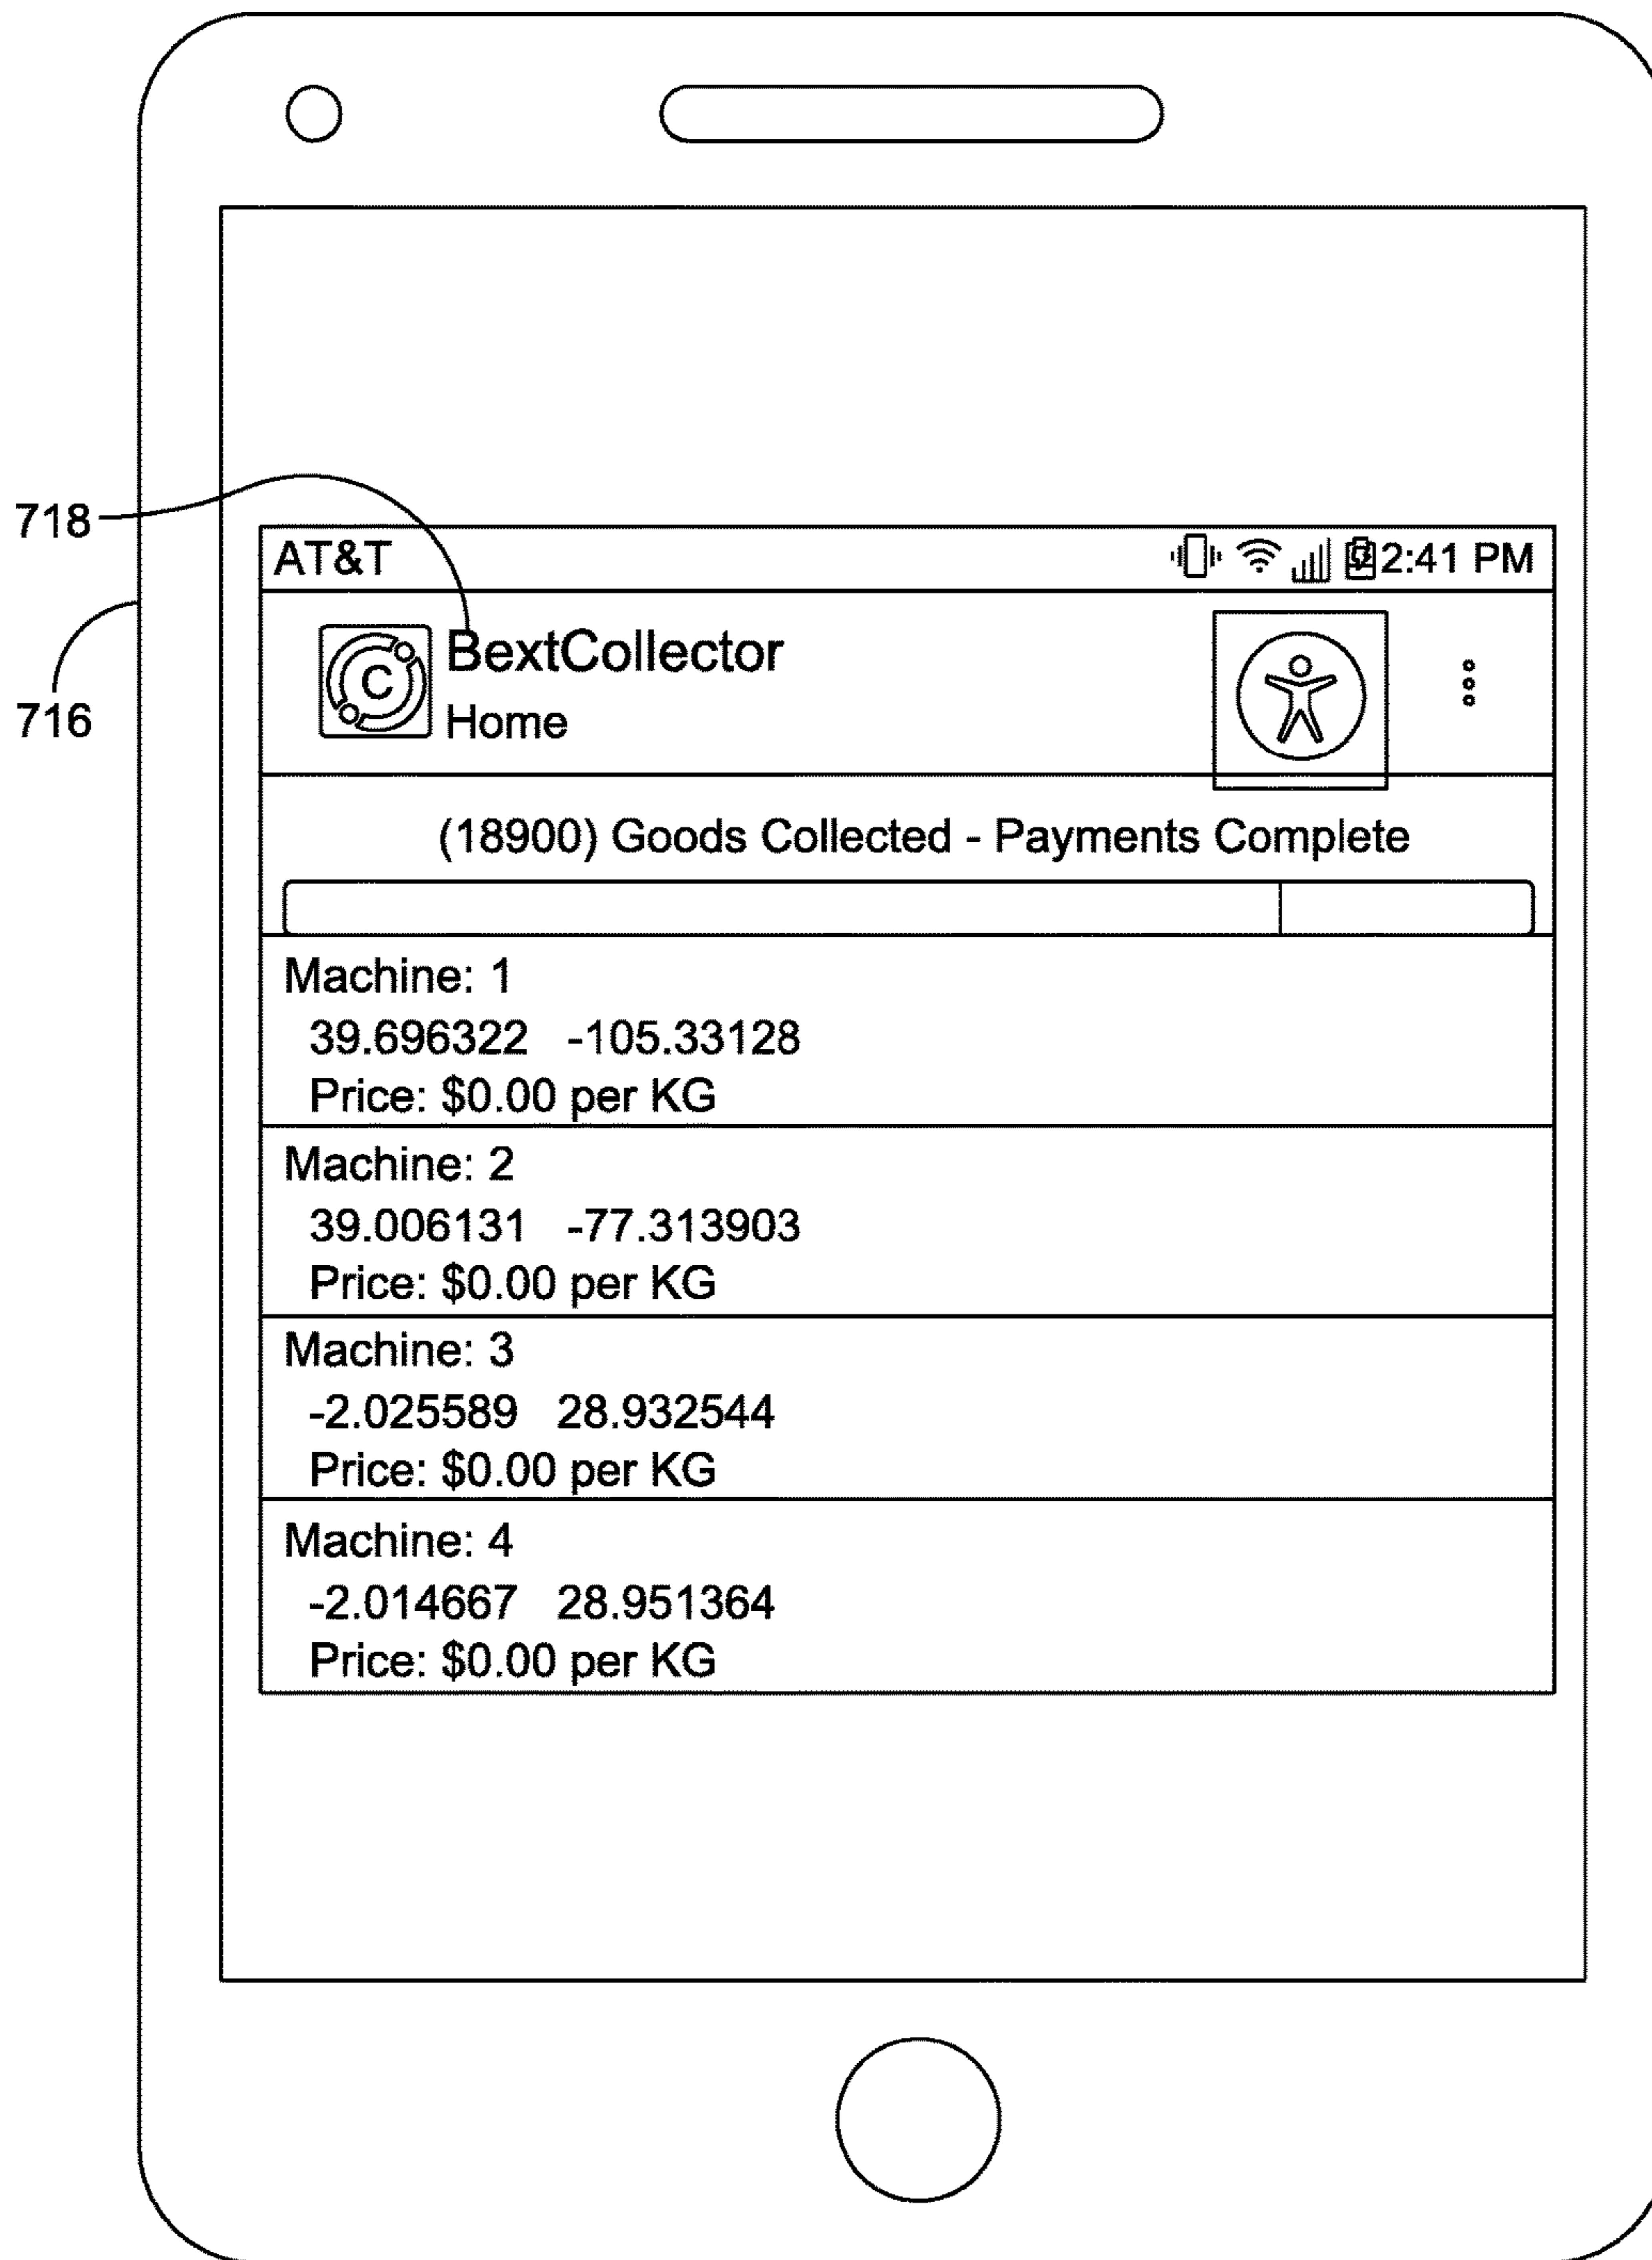 718
716
AT&T 2:41 PM
C
BextCollector
Home
(18900) Goods Collected - Payments Complete
Machine: 1
39.696322 -105.33128
Price: $0.00 per KG
Machine: 2
39.006131 -77.313903
Price: $0.00 per KG
Machine: 3
-2.025589 28.932544
Price: $0.00 per KG
Machine: 4
-2.014667 28.951364
Price: $0.00 per KG